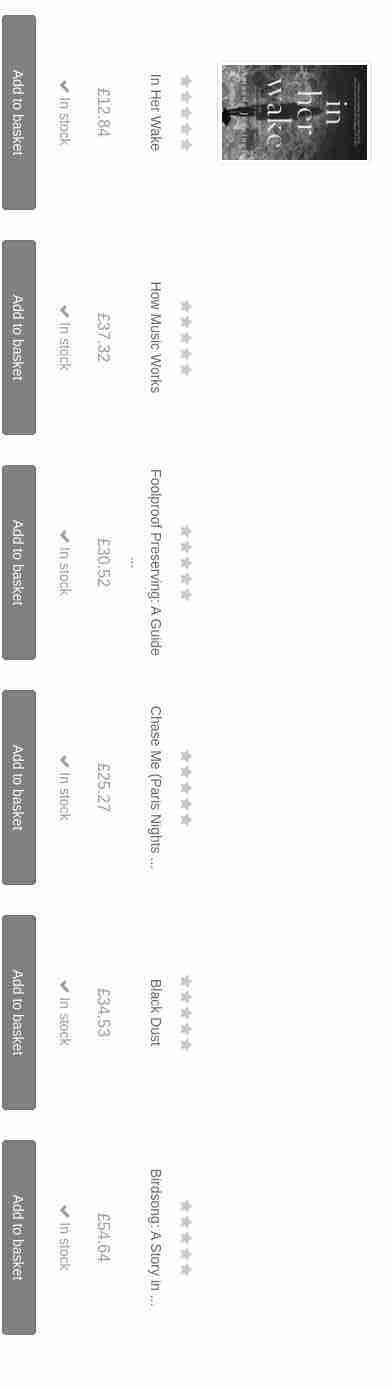 in
her
wake
In Her Wake
£12.84
In stock
Add to basket
How Music Works
£37.32
In stock
Add to basket
Foolproof Preserving: A Guide
...
£30.52
In stock
Add to basket
Chase Me (Paris Nights ...
£25.27
In stock
Add to basket
Black Dust
£34.53
In stock
Add to basket
Birdsong: A Story in ...
£54.64
In stock
Add to basket